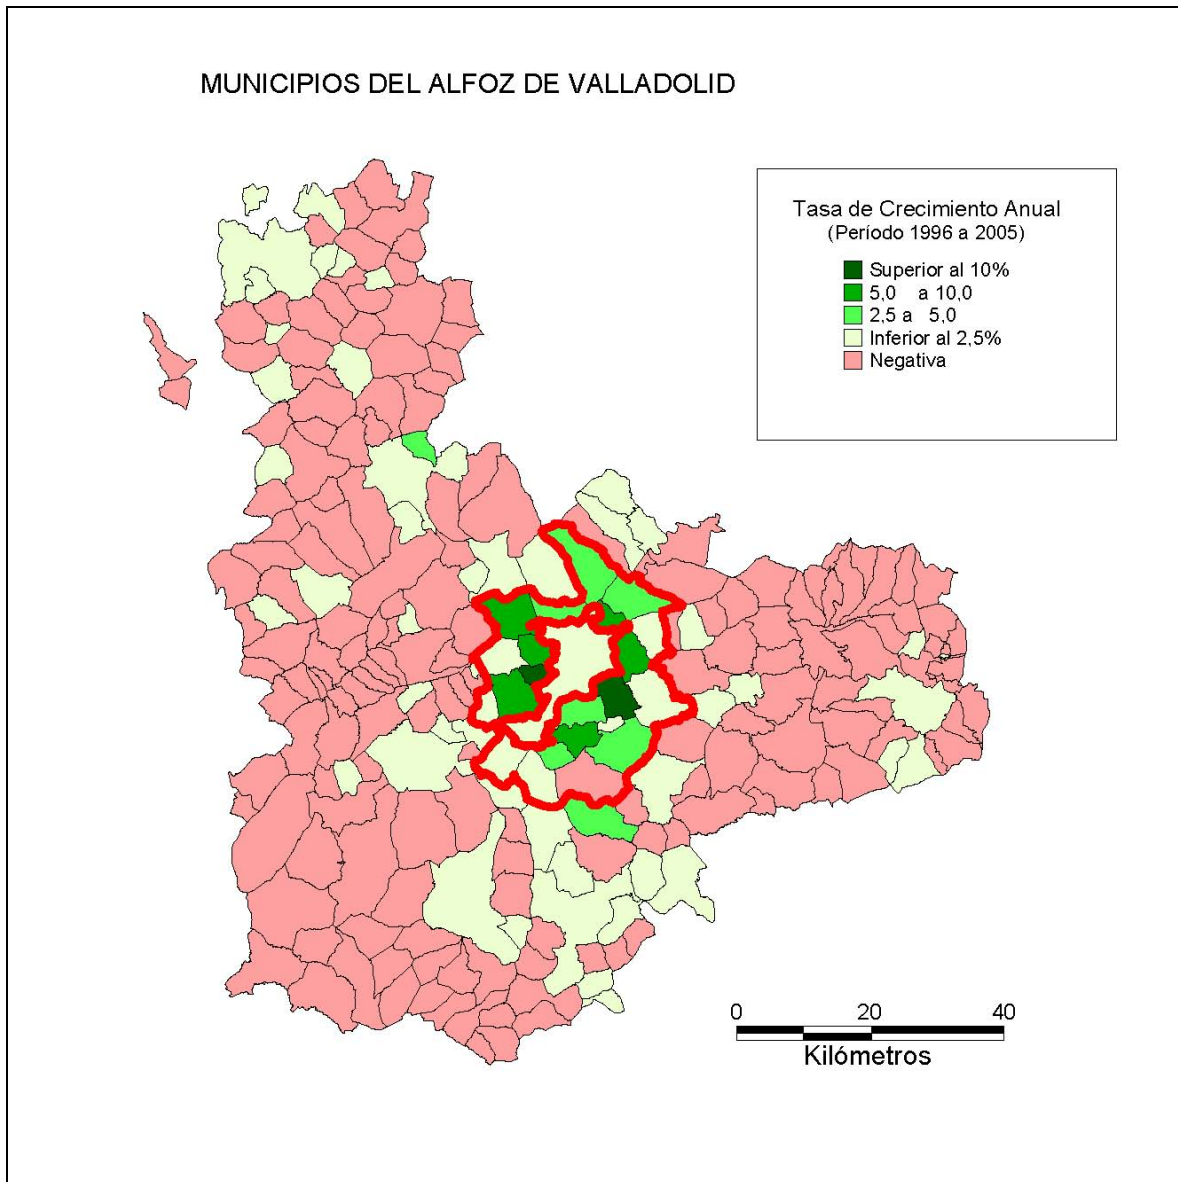 MUNICIPIOS DEL ALFOZ DE VALLADOLID
Tasa de Crecimiento Anual
(Período 1996 a 2005)
Superior al 10%
5,0 a 10,0
2,5 a 5,0
Inferior al 2,5%
Negativa
0 20 40
Kilómetros